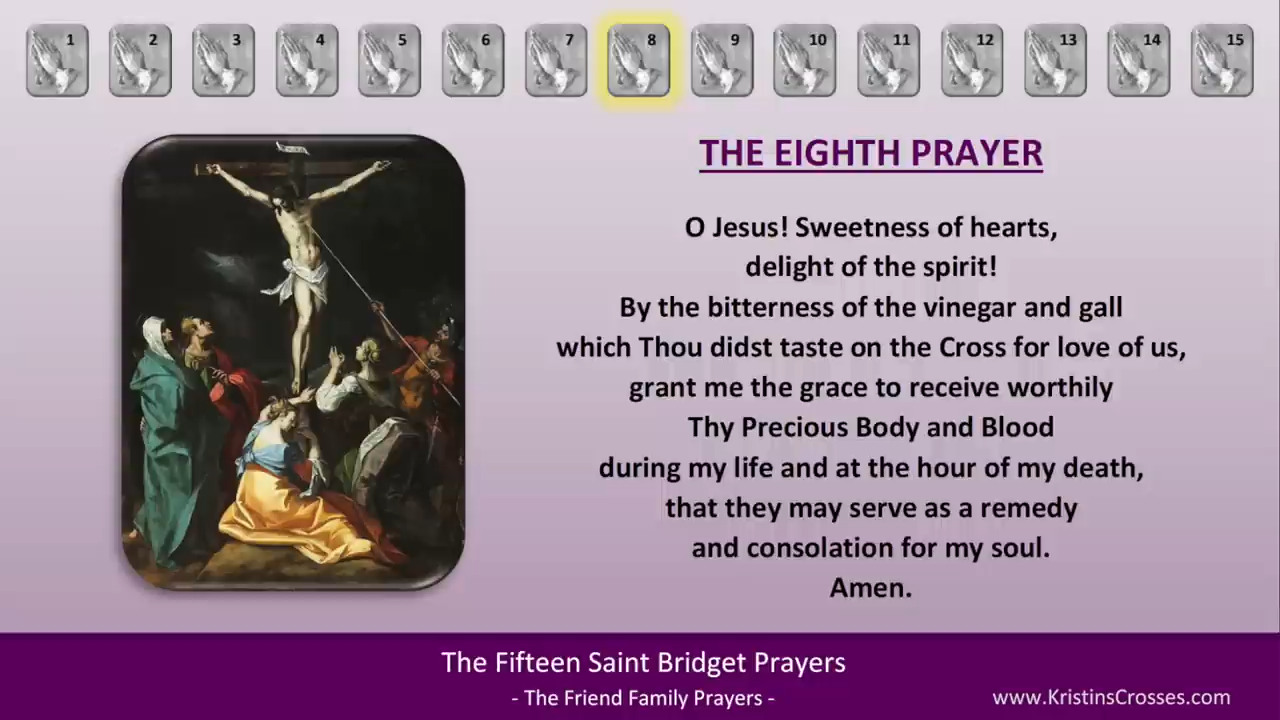 1 2 3 4 5 6 7 8 9 10 11 12 13 14 15
THE EIGHTH PRAYER
O Jesus! Sweetness of hearts,
delight of the spirit!
By the bitterness of the vinegar and gall
which Thou didst taste on the Cross for love of us,
grant me the grace to receive worthily
Thy Precious Body and Blood
during my life and at the hour of my death,
that they may serve as a remedy
and consolation for my soul.
Amen.
The Fifteen Saint Bridget Prayers
- The Friend Family Prayers -
www.KristinsCrosses.com